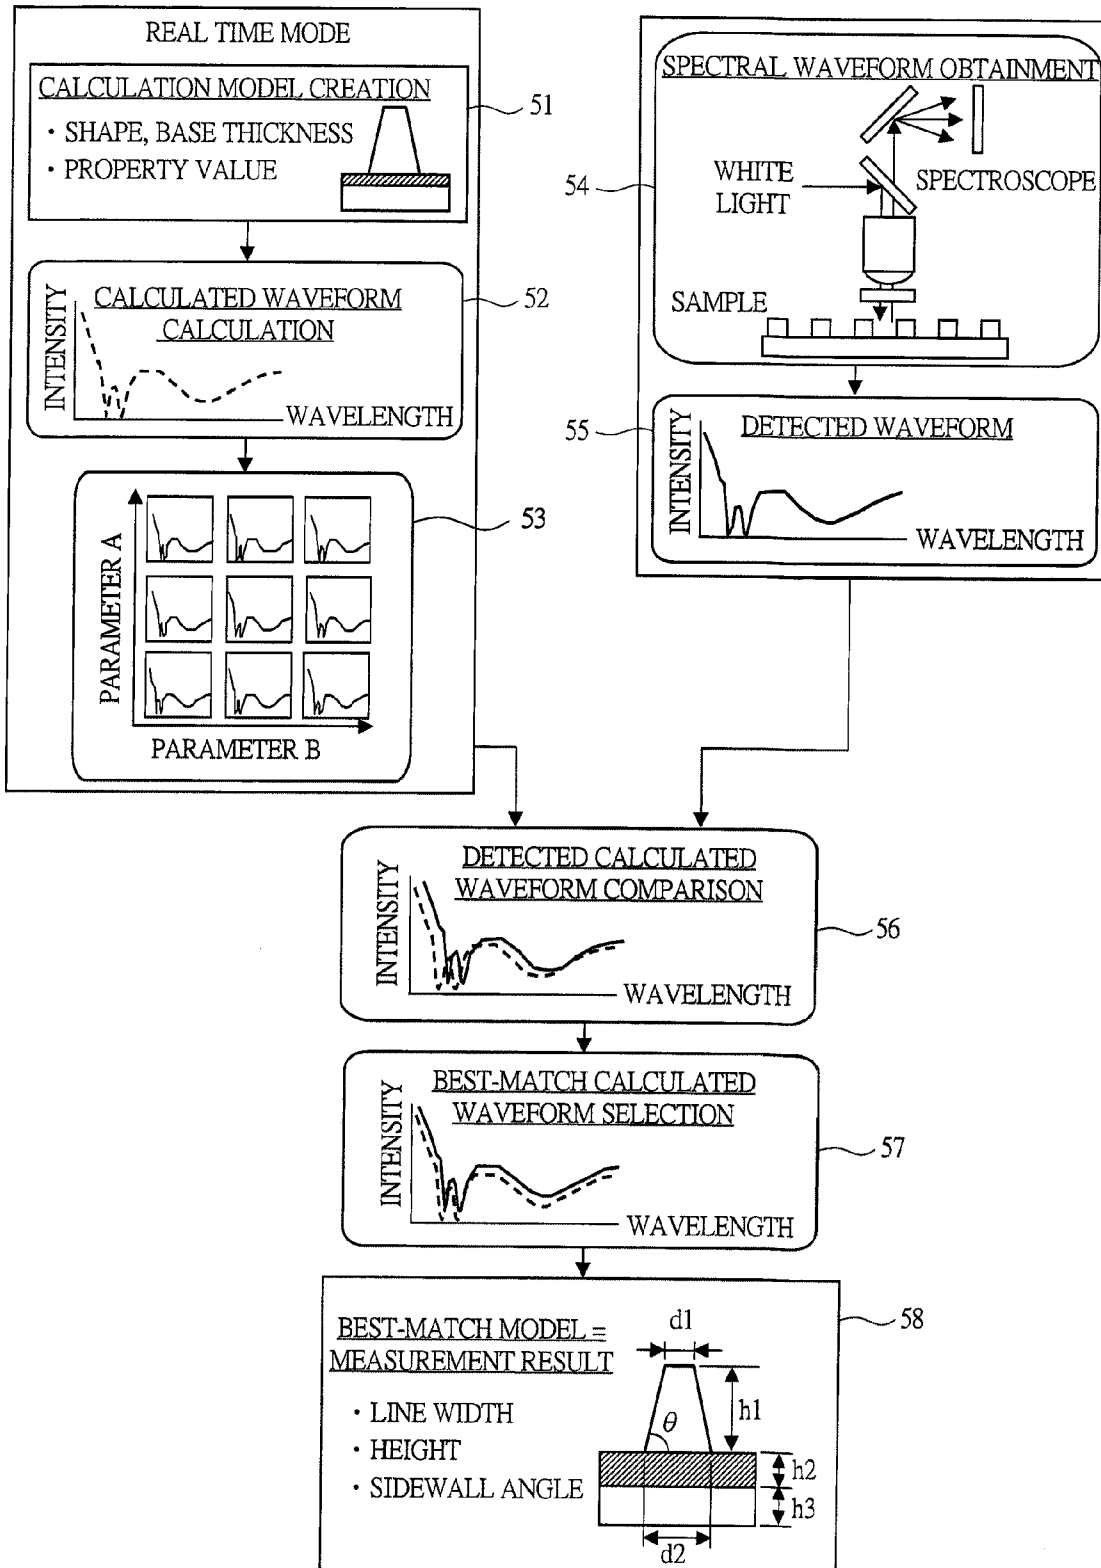 REAL TIME MODE
CALCULATION MODEL CREATION
・SHAPE, BASE THICKNESS
・PROPERTY VALUE
51
CALCULATED WAVEFORM
CALCULATION
INTENSITY
WAVELENGTH
52
PARAMETER A
PARAMETER B
53
SPECTRAL WAVEFORM OBTAINMENT
WHITE
LIGHT
SPECTROSCOPE
SAMPLE
54
DETECTED WAVEFORM
INTENSITY
WAVELENGTH
55
DETECTED CALCULATED
WAVEFORM COMPARISON
INTENSITY
WAVELENGTH
56
BEST-MATCH CALCULATED
WAVEFORM SELECTION
INTENSITY
WAVELENGTH
57
BEST-MATCH MODEL =
MEASUREMENT RESULT
・LINE WIDTH
・HEIGHT
・SIDEWALL ANGLE
58
d1
θ
h1
h2
h3
d2